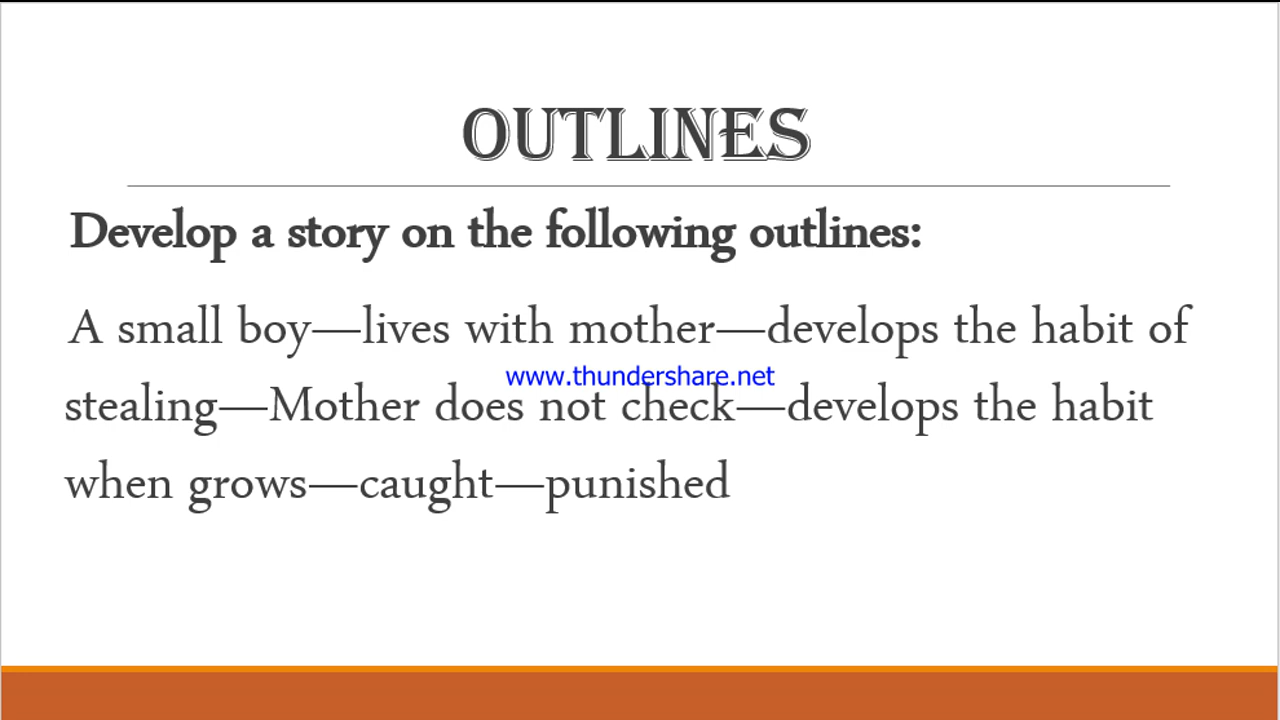 OUTLINES
Develop a story on the following outlines:
A small boy—lives with mother—develops the habit of
www.thundershare.net
stealing—Mother does not check—develops the habit
when grows—caught—punished